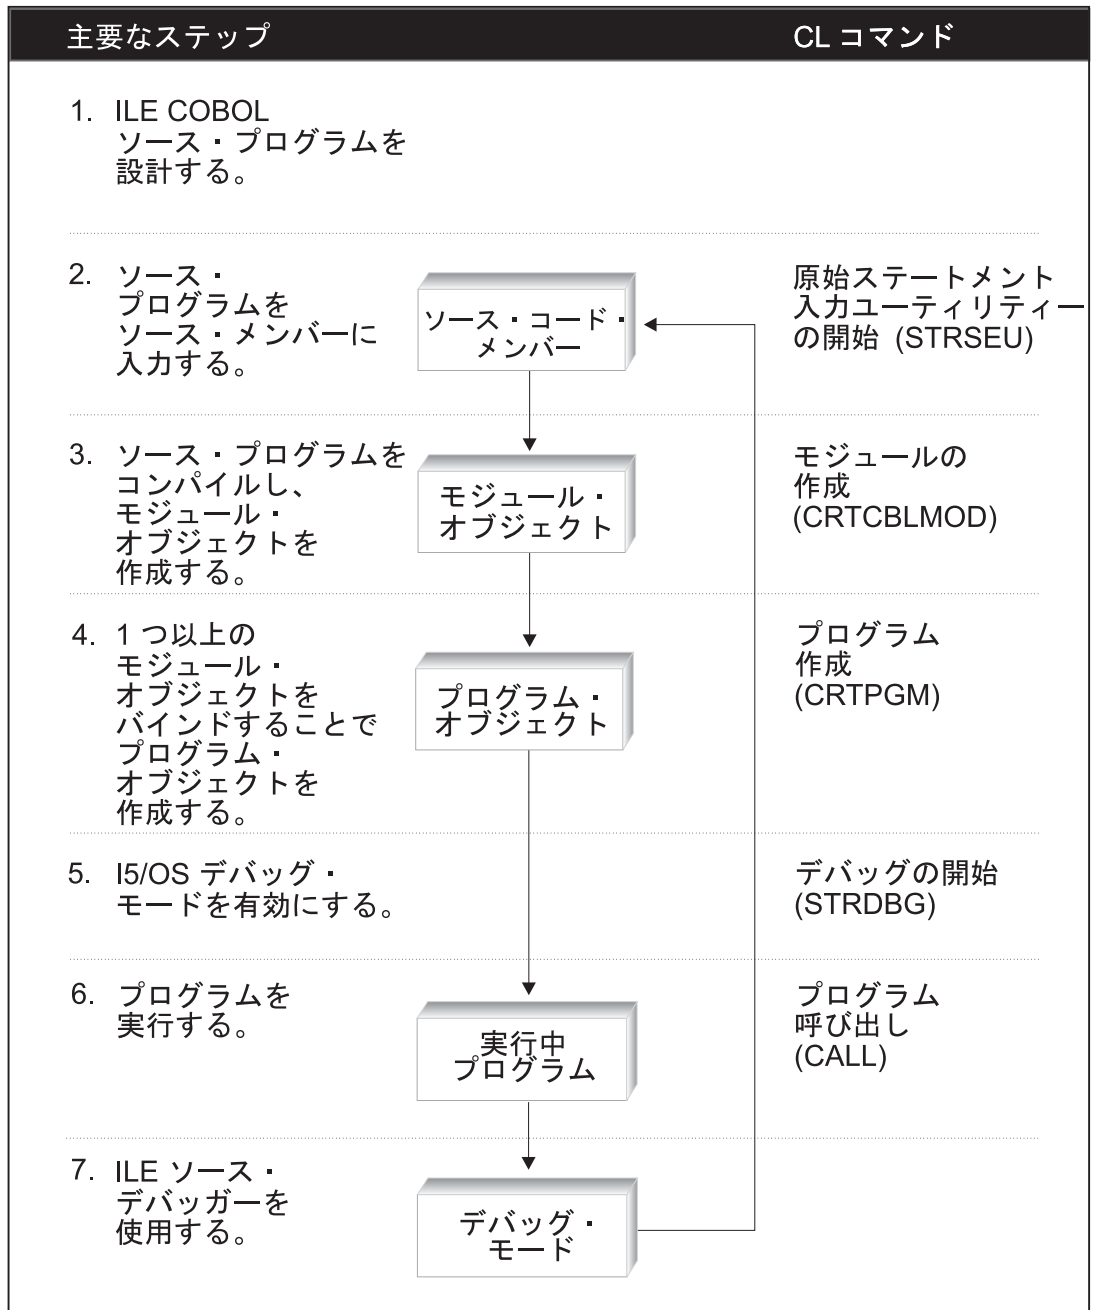 主要なステップ
CL コマンド
1. ILE COBOL
ソース・プログラムを
設計する。
2. ソース・
プログラムを
ソース・メンバーに
入力する。
ソース・コード・
メンバー
原始ステートメント
入力ユーティリティー
の開始 (STRSEU)
3. ソース・プログラムを
コンパイルし、
モジュール・
オブジェクトを
作成する。
モジュール・
オブジェクト
モジュールの
作成
(CRTCBLMOD)
4. 1 つ以上の
モジュール・
オブジェクトを
バインドすることで
プログラム・
オブジェクトを
作成する。
プログラム・
オブジェクト
プログラム
作成
(CRTPGM)
5. I5/OS デバッグ・
モードを有効にする。
デバッグの開始
(STRDBG)
6. プログラムを
実行する。
実行中
プログラム
プログラム
呼び出し
(CALL)
7. ILE ソース・
デバッガーを
使用する。
デバッグ・
モード